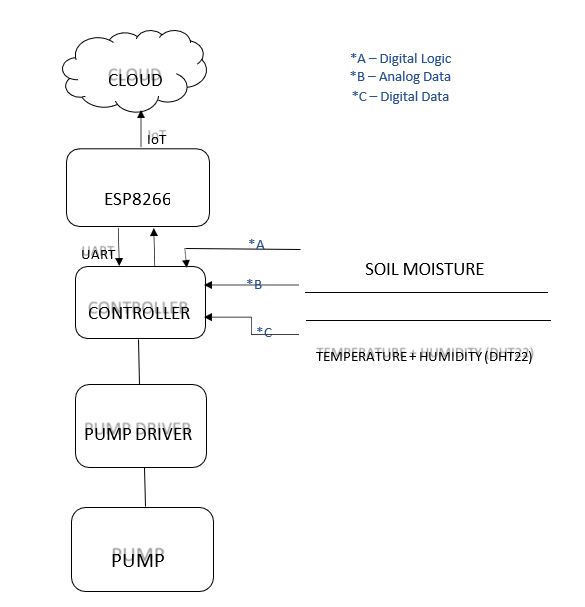 CLOUD
*A – Digital Logic
*B – Analog Data
*C – Digital Data
IoT
ESP8266
UART
*A
*B
*C
SOIL MOISTURE
CONTROLLER
TEMPERATURE + HUMIDITY (DHT22)
PUMP DRIVER
PUMP